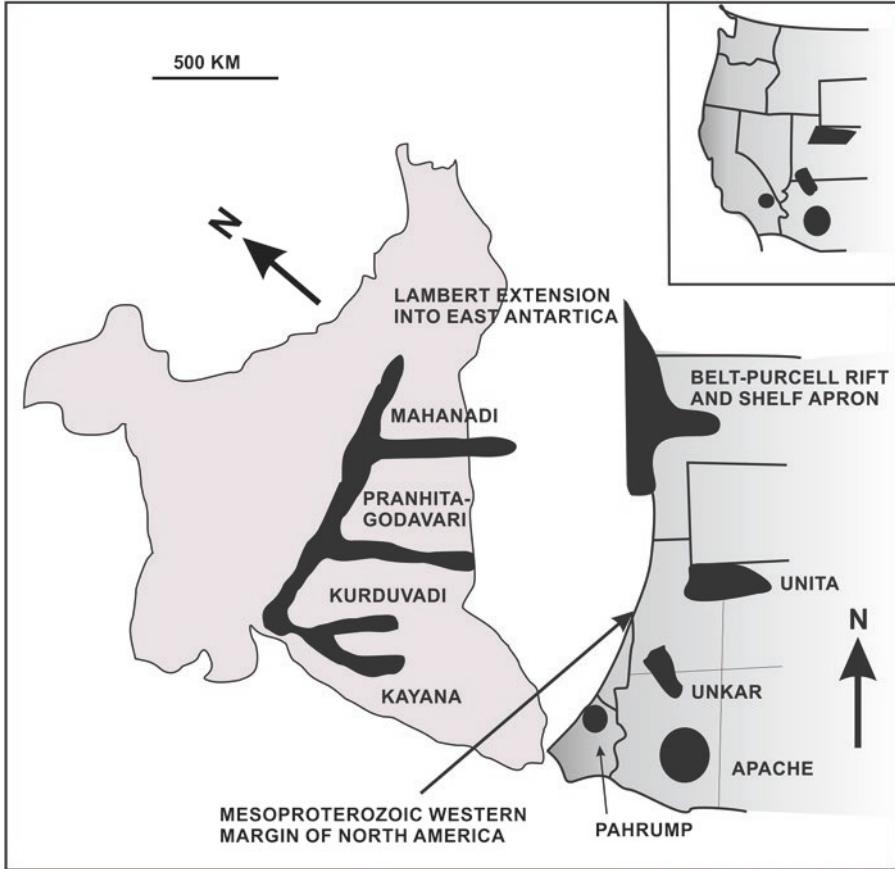 500 KM
N
LAMBERT EXTENSION
INTO EAST ANTARTICA
BELT-PURCELL RIFT
AND SHELF APRON
MAHANADI
PRANHITA-
GODAVARI
KURDUVADI
UNITA
N
KAYANA
UNKAR
APACHE
MESOPROTEROZOIC WESTERN
MARGIN OF NORTH AMERICA
PAHRUMP